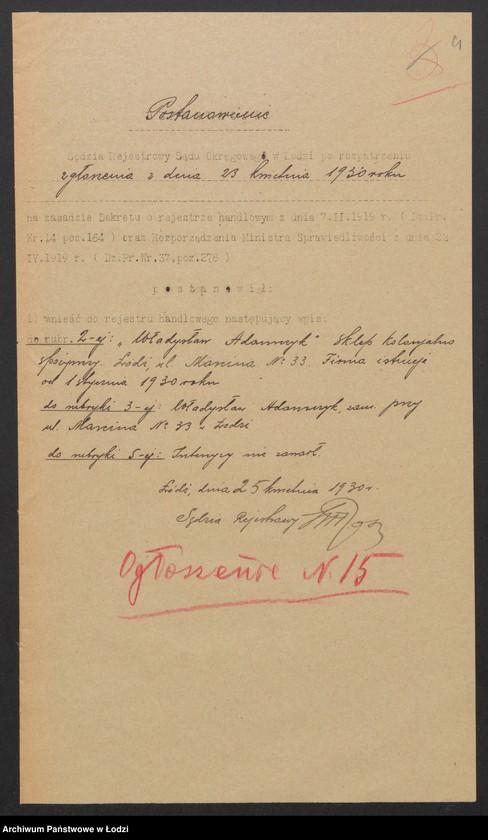 4
Postanowienie
Sędzia Rejestrowy Sądu Okręgowego w Łodzi po rozpatrzeniu
zgłoszenia z dnia 23 kwietnia 1930 roku
na zasadzie Dekretu o rejestrze handlowym z dnia 7.II.1919 r. ( Dz.Pr.
Nr.14 poz.164 ) oraz Rozporządzenia Ministra Sprawiedliwości z dnia 22
IV.1919 r. ( Dz.Pr.Nr.37,poz.278 )
p o s t a n o w i ł:
1) wnieść do rejestru handlowego następujący wpis:
do rubr. 2-ej: „Władysław Adamczyk" Sklep kolonjalno
spożywczy. Łódź, ul. Marcina № 33. Firma istnieje
od 1 stycznia 1930 roku
do rubryki 3-ej: Władysław Adamczyk, zam. przy
ul. Marcina № 33 w Łodzi
do rubryki 5-ej: Intercyzy nie zawarł.
Łódź, dnia 25 kwietnia 1930 r.
Sędzia Rejestrowy
Ogłoszenie N. 15
Archiwum Państwowe w Łodzi